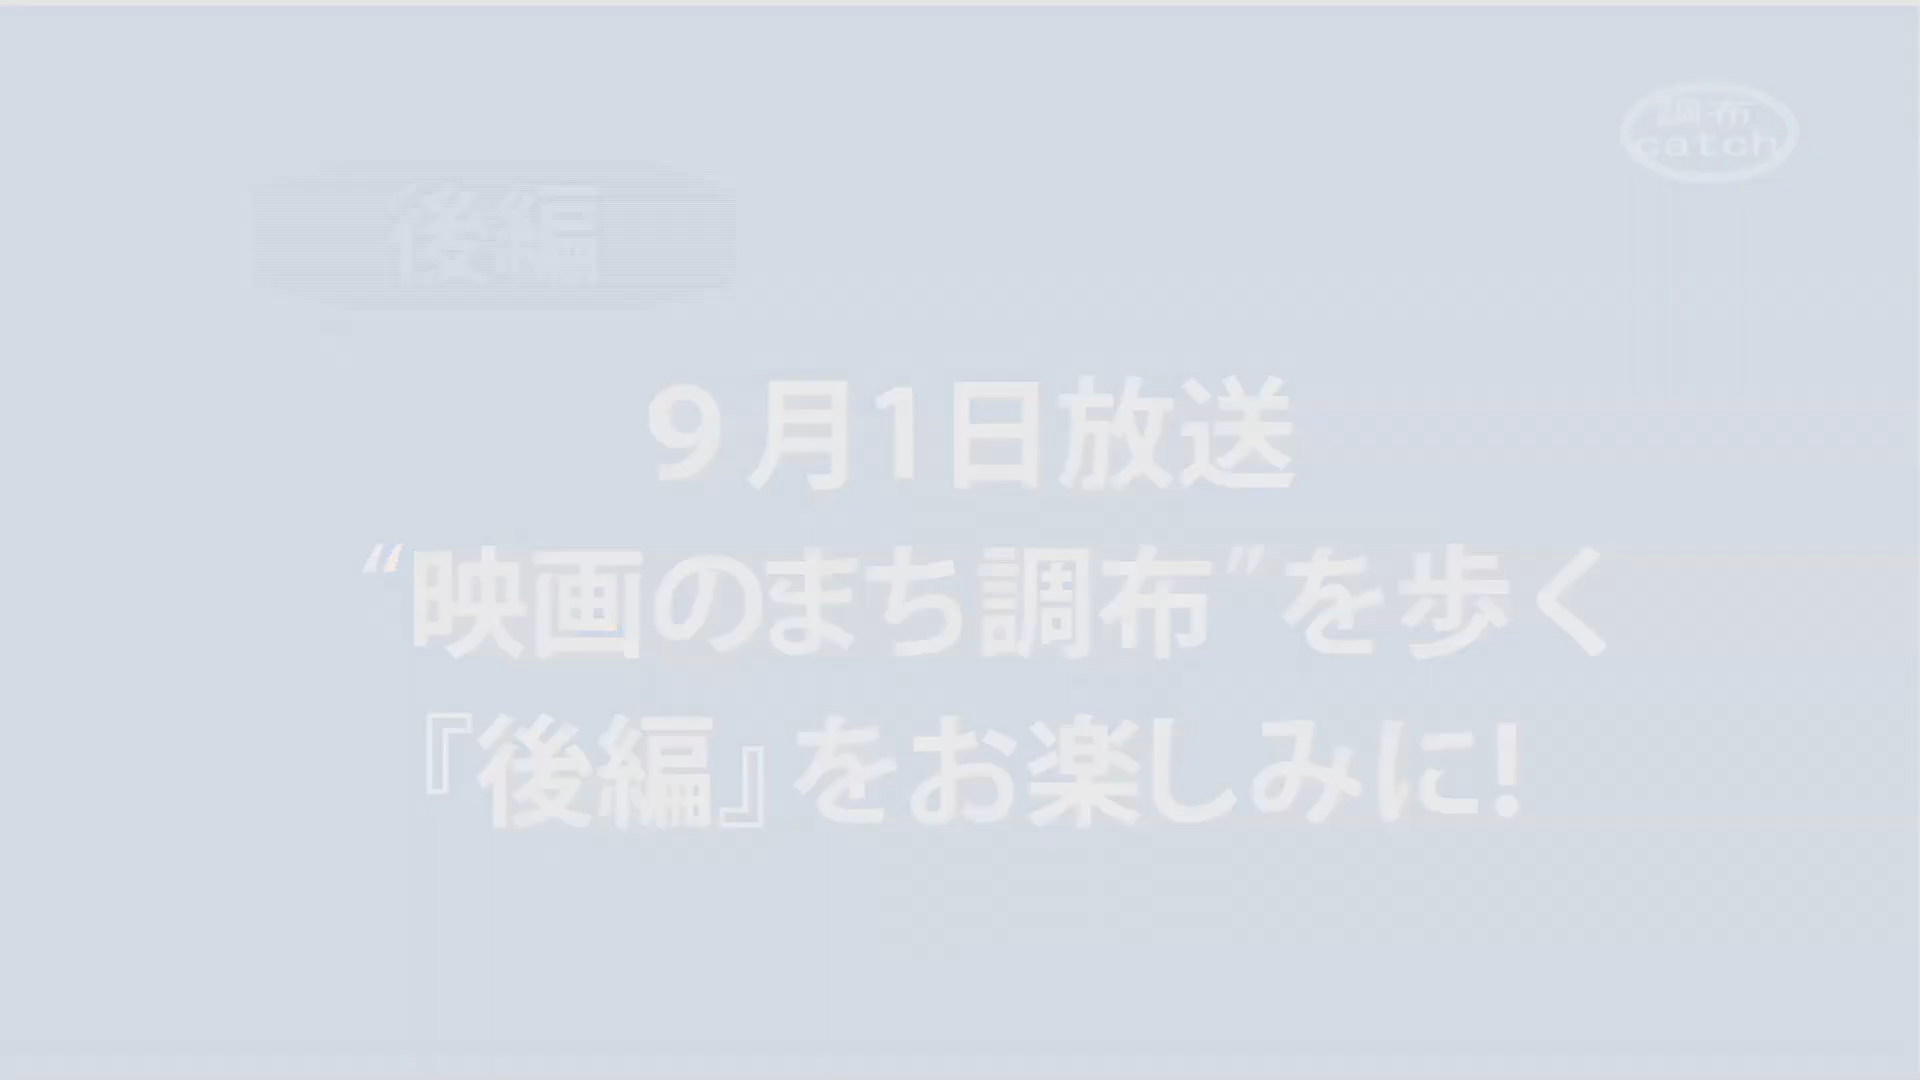 調布
catch
後編
9月1日放送
“映画のまち調布”を歩く
『後編』をお楽しみに!